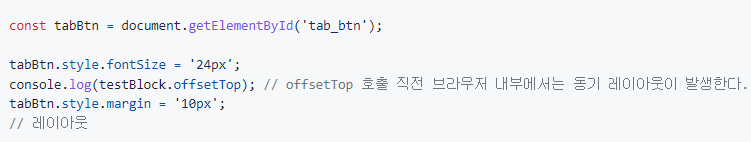 const tabBtn = document.getElementById('tab_btn');
tabBtn.style.fontSize = '24px';
console.log(testBlock.offsetTop); // offsetTop 호출 직전 브라우저 내부에서는 동기 레이아웃이 발생한다.
tabBtn.style.margin = '10px';
// 레이아웃